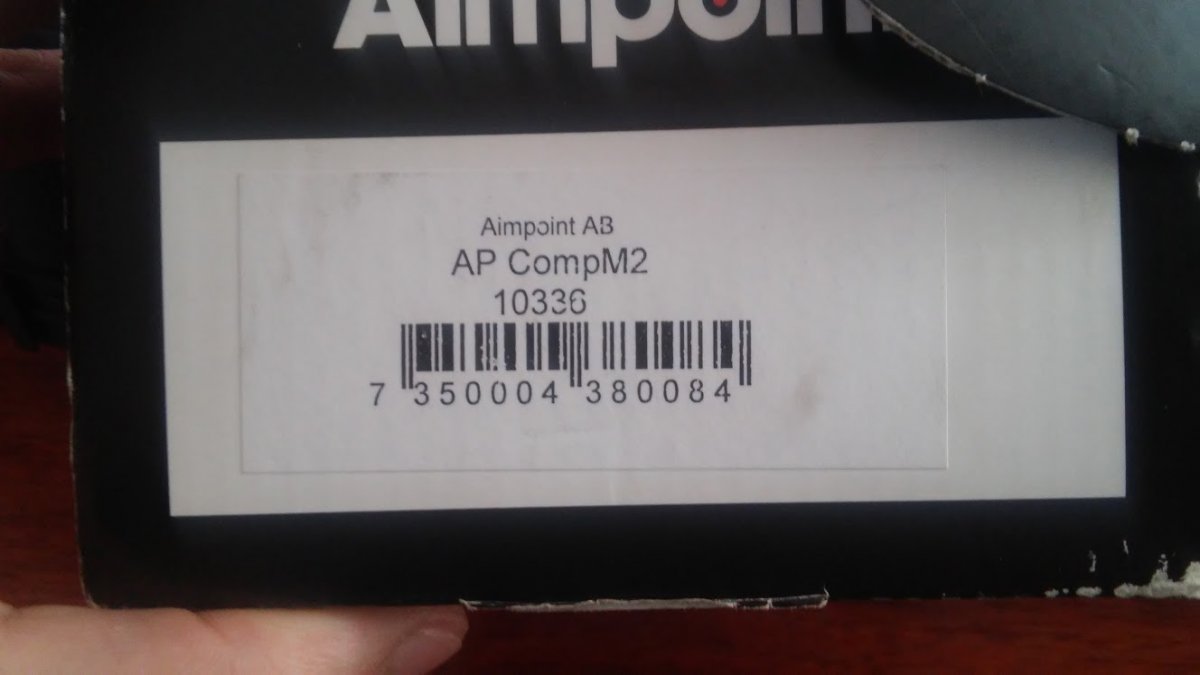 Aimpoint
Aimpoint AB
AP CompM2
10336
7 350004 380084